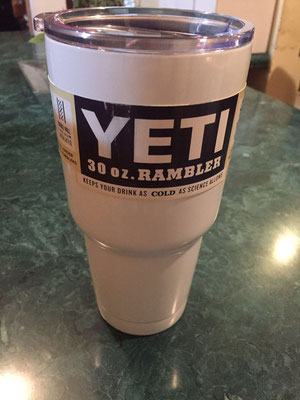 YETI
30 oz. RAMBLER
KEEPS YOUR DRINK AS COLD AS SCIENCE ALLOWS